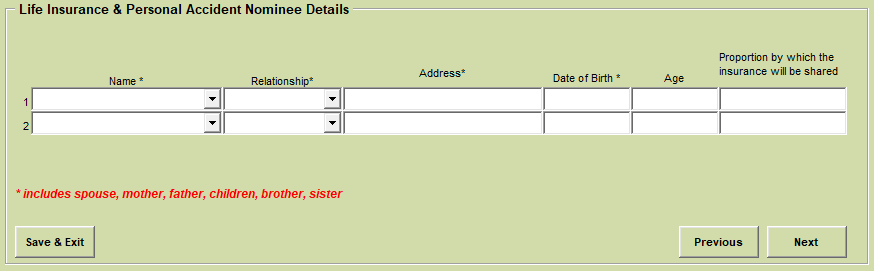 Life Insurance & Personal Accident Nominee Details
Name *
Relationship*
Address*
Date of Birth *
Age
Proportion by which the
insurance will be shared
1
2
* includes spouse, mother, father, children, brother, sister
Save & Exit
Previous
Next